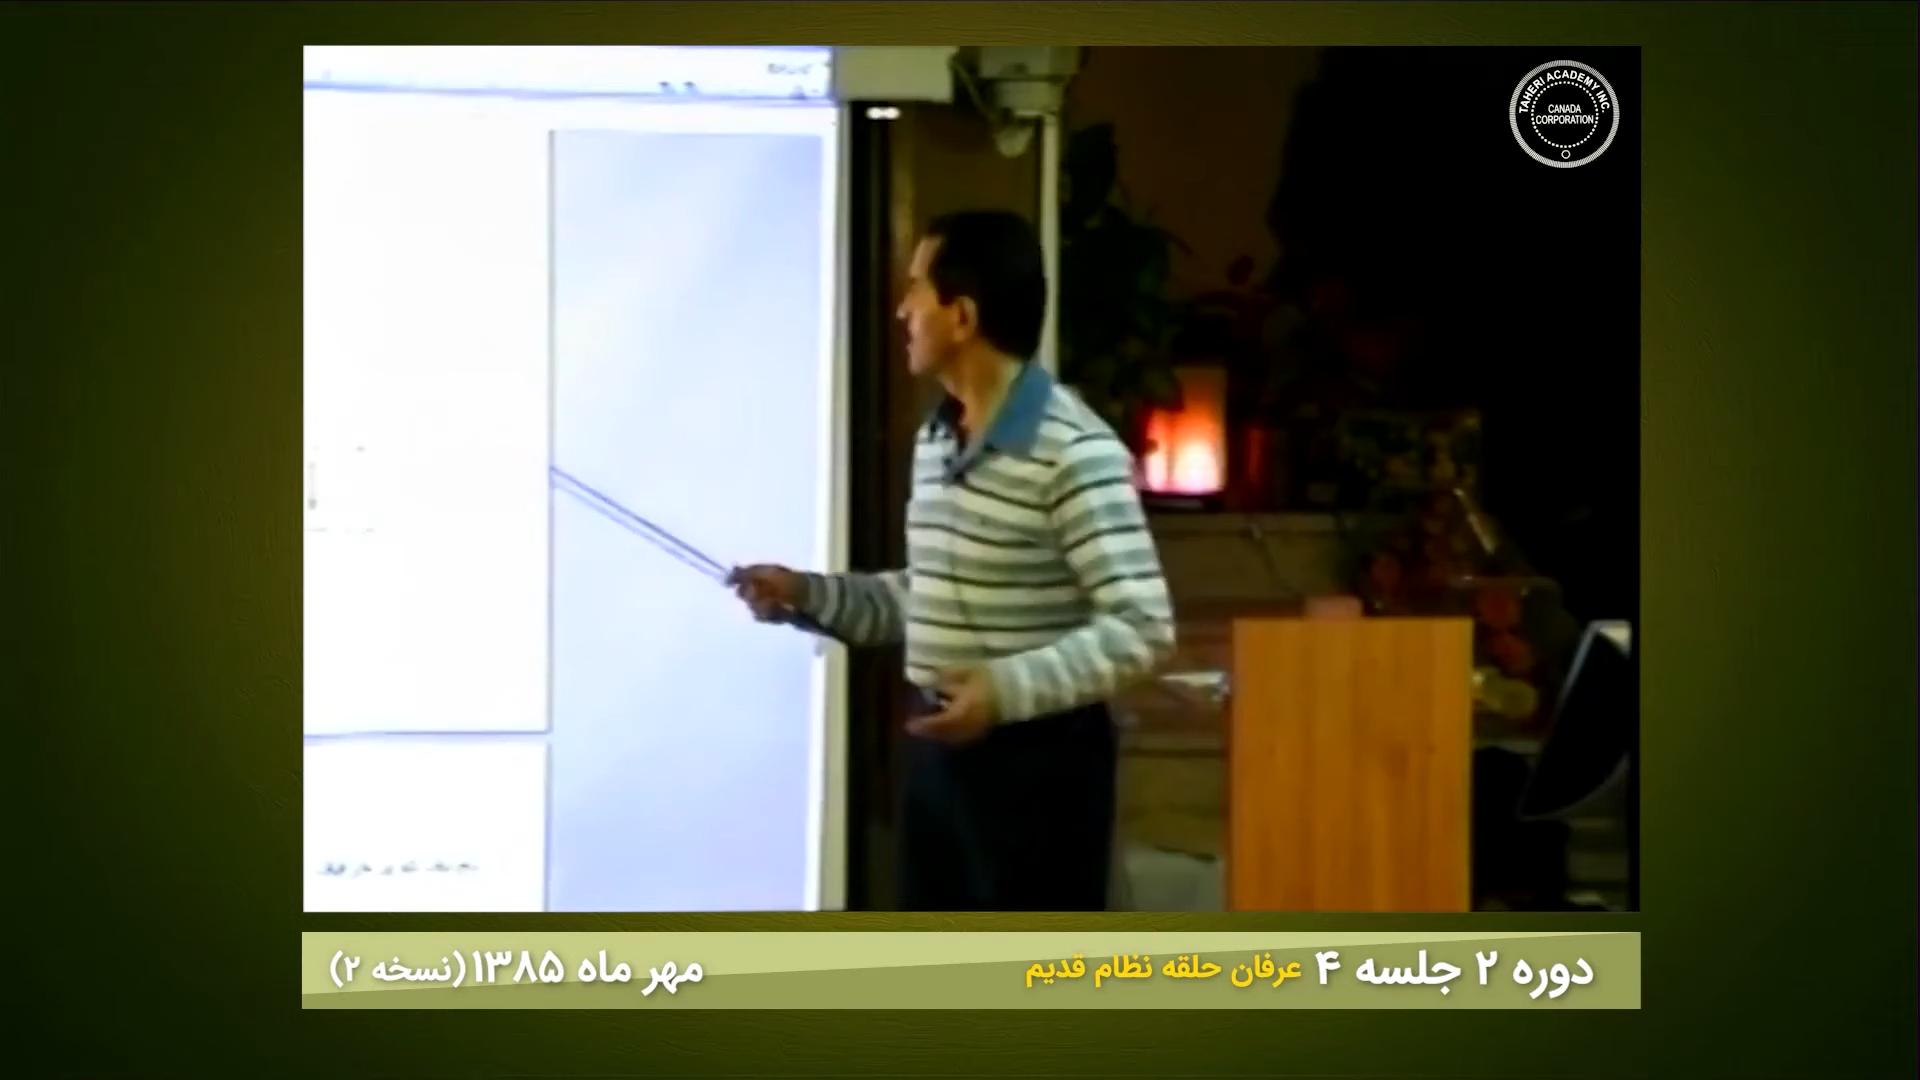 TAHERI ACADEMY INC.
CANADA
CORPORATION
دوره ۲ جلسه ۴ عرفان حلقه نظام قدیم
مهر ماه ۱۳۸۵ (نسخه ۲)